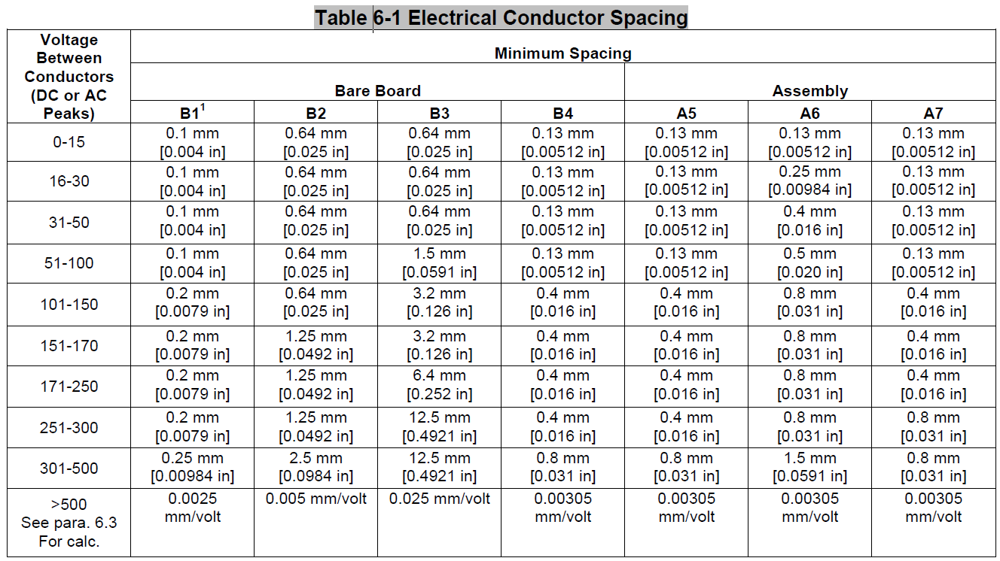 Table 6-1 Electrical Conductor Spacing
Voltage
Between
Conductors
(DC or AC
Peaks)
Minimum Spacing
Bare Board
Assembly
B1¹
B2
B3
B4
A5
A6
A7
0-15
0.1 mm
[0.004 in]
0.64 mm
[0.025 in]
0.64 mm
[0.025 in]
0.13 mm
[0.00512 in]
0.13 mm
[0.00512 in]
0.13 mm
[0.00512 in]
0.13 mm
[0.00512 in]
16-30
0.1 mm
[0.004 in]
0.64 mm
[0.025 in]
0.64 mm
[0.025 in]
0.13 mm
[0.00512 in]
0.13 mm
[0.00512 in]
0.25 mm
[0.00984 in]
0.13 mm
[0.00512 in]
31-50
0.1 mm
[0.004 in]
0.64 mm
[0.025 in]
0.64 mm
[0.025 in]
0.13 mm
[0.00512 in]
0.13 mm
[0.00512 in]
0.4 mm
[0.016 in]
0.13 mm
[0.00512 in]
51-100
0.1 mm
[0.004 in]
0.64 mm
[0.025 in]
1.5 mm
[0.0591 in]
0.13 mm
[0.00512 in]
0.13 mm
[0.00512 in]
0.5 mm
[0.020 in]
0.13 mm
[0.00512 in]
101-150
0.2 mm
[0.0079 in]
0.64 mm
[0.025 in]
3.2 mm
[0.126 in]
0.4 mm
[0.016 in]
0.4 mm
[0.016 in]
0.8 mm
[0.031 in]
0.4 mm
[0.016 in]
151-170
0.2 mm
[0.0079 in]
1.25 mm
[0.0492 in]
3.2 mm
[0.126 in]
0.4 mm
[0.016 in]
0.4 mm
[0.016 in]
0.8 mm
[0.031 in]
0.4 mm
[0.016 in]
171-250
0.2 mm
[0.0079 in]
1.25 mm
[0.0492 in]
6.4 mm
[0.252 in]
0.4 mm
[0.016 in]
0.4 mm
[0.016 in]
0.8 mm
[0.031 in]
0.4 mm
[0.016 in]
251-300
0.2 mm
[0.0079 in]
1.25 mm
[0.0492 in]
12.5 mm
[0.4921 in]
0.4 mm
[0.016 in]
0.4 mm
[0.016 in]
0.8 mm
[0.031 in]
0.8 mm
[0.031 in]
301-500
0.25 mm
[0.00984 in]
2.5 mm
[0.0984 in]
12.5 mm
[0.4921 in]
0.8 mm
[0.031 in]
0.8 mm
[0.031 in]
1.5 mm
[0.0591 in]
0.8 mm
[0.031 in]
>500
See para. 6.3
For calc.
0.0025
mm/volt
0.005 mm/volt
0.025 mm/volt
0.00305
mm/volt
0.00305
mm/volt
0.00305
mm/volt
0.00305
mm/volt